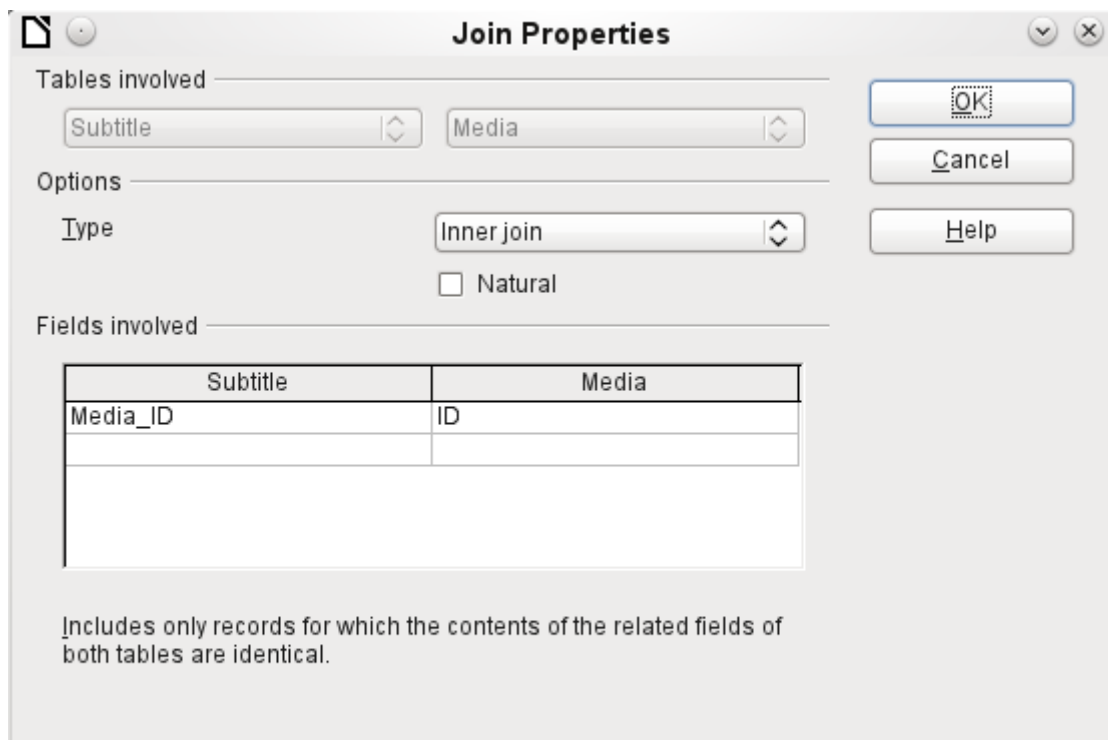 Join Properties
Tables involved
Subtitle Media
OK
Cancel
Options
Type Inner join
Help
Natural
Fields involved
Subtitle Media
Media_ID ID
Includes only records for which the contents of the related fields of
both tables are identical.